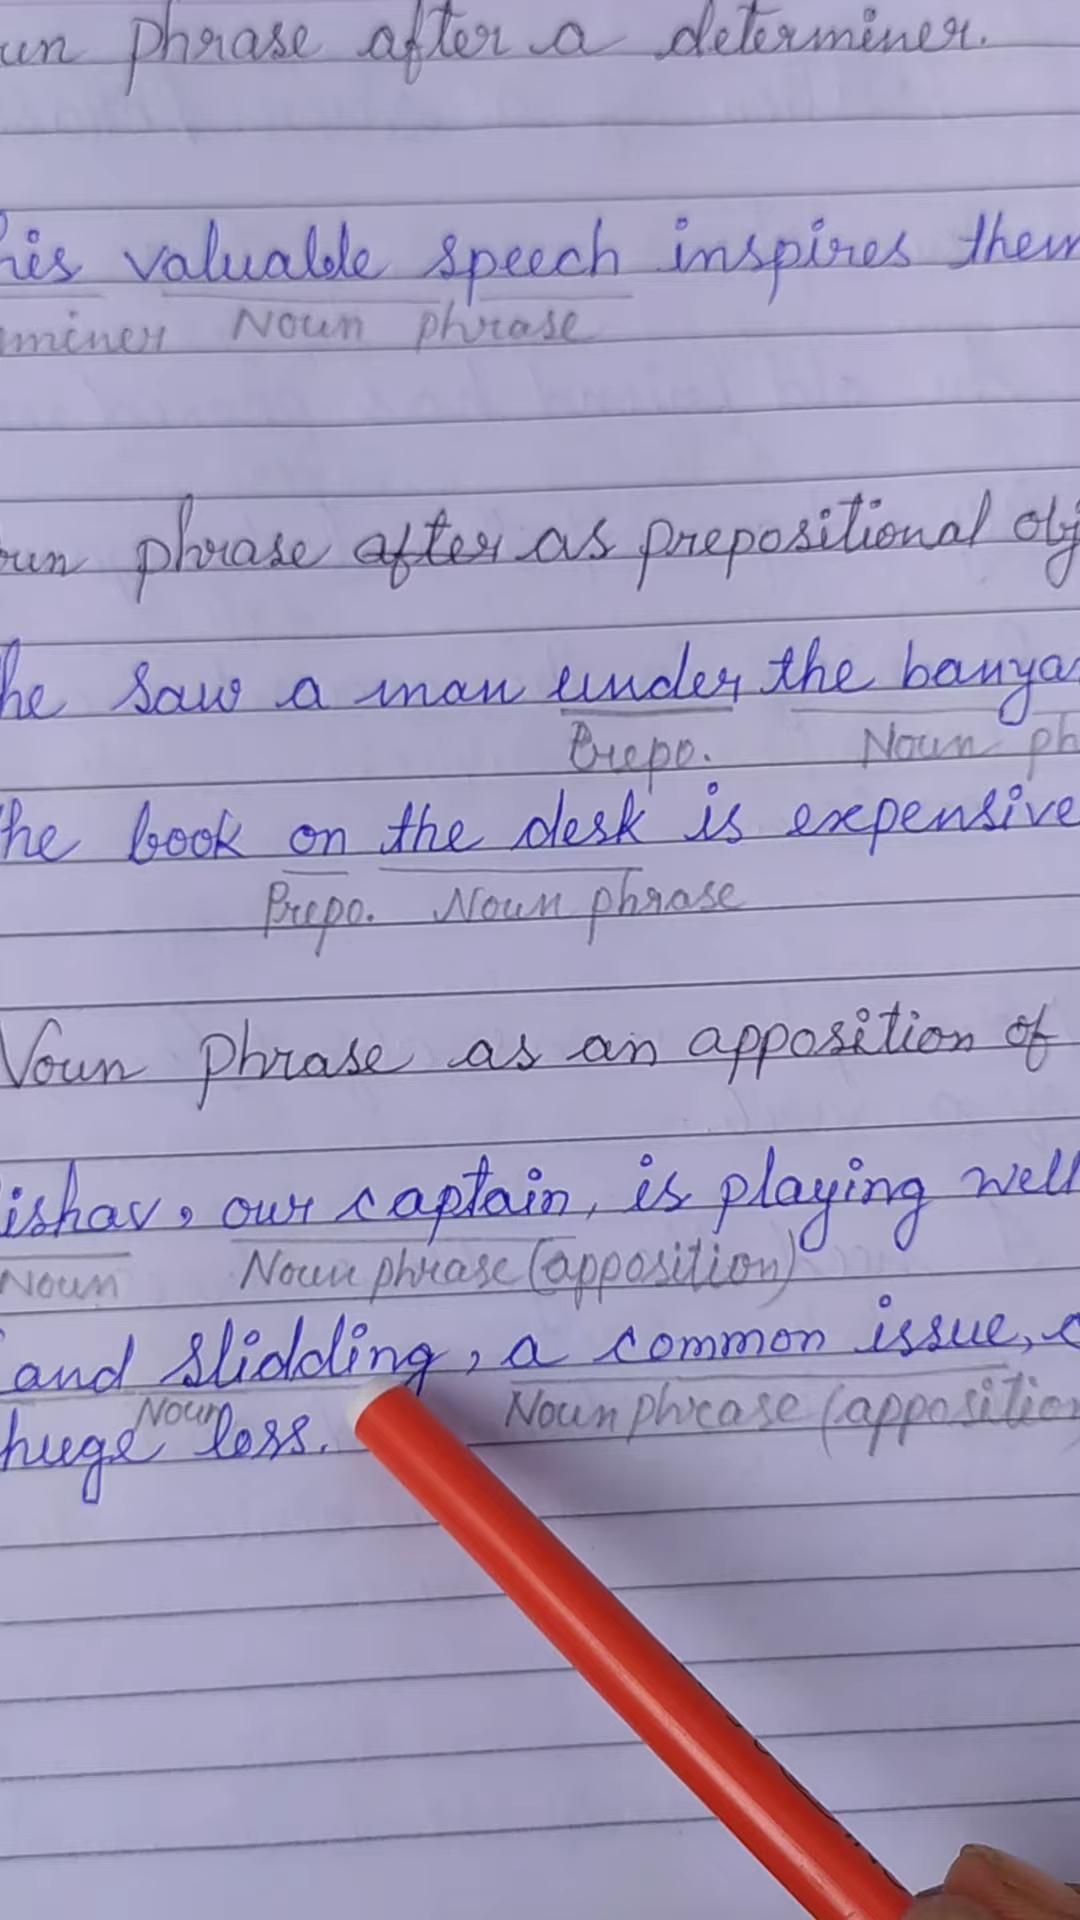 un phrase after a determiner.
his valuable speech inspires them
miner Noun phrase
oun phrase after as prepositional obj
he saw a man under the banya
Prepo. Noun ph
he book on the desk is expensive
Prepo. Noun phrase
Noun phrase as an apposition of
ishav, our captain, is playing well
Noun Noun phrase (apposition)
and slidding, a common issue, c
Noun Noun phrase (apposition
huge loss.